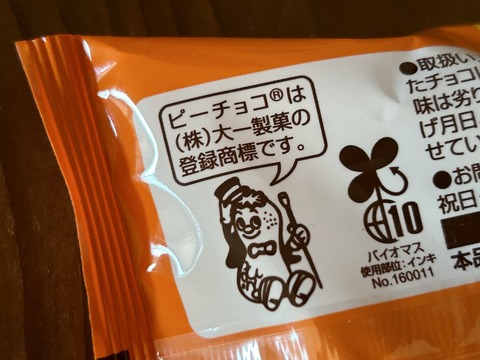 ピーチョコ®は
(株)大一製菓の
登録商標です。
10
バイオマス
使用部位:インキ
No.160011
●取扱い
たチョコ
味は劣り
げ月日
せてい
●お問
祝日
本品